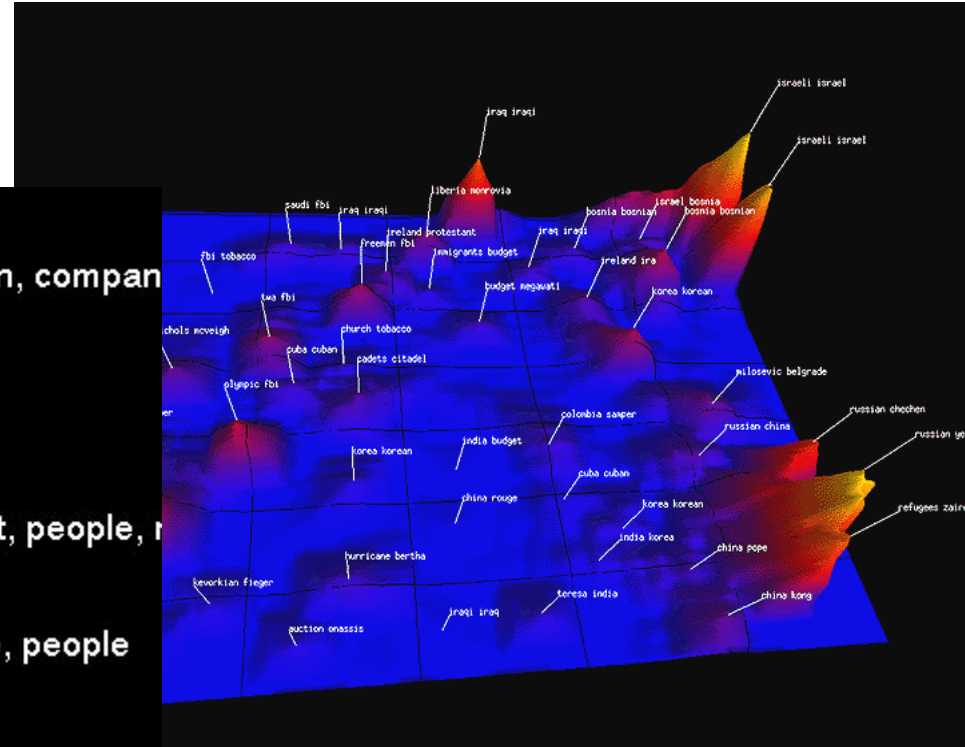 israeli israel
iraq iraqi
israeli israel
liberia monrovia
saudi fbi
iraq iraqi
israel bosnia
bosnia bosnian
bosnia bosnian
ireland protestant
iraq iraqi
freemen fbi
immigrants budget
fbi tobacco
ireland ira
n, compan
budget megawati
korea korean
twa fbi
chols mcveigh
church tobacco
cuba cuban
cadets citadel
milosevic belgrade
olympic fbi
er
colombia samper
russian chechen
russian china
russian ye
india budget
korea korean
cuba cuban
china rouge
korea korean
refugees zaire
t, people, r
india korea
china pope
hurricane bertha
kevorkian fieger
teresa india
china kong
iraqi iraq
auction onassis
, people